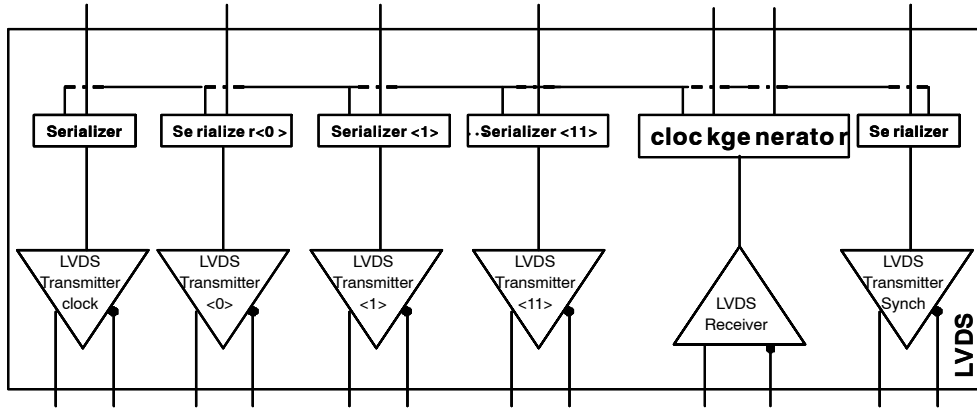 Serializer
Se rialize r<0 >
Serializer <1>
..Serializer <11>
cloc kge nerato r
Se rializer
LVDS
Transmitter
clock
LVDS
Transmitter
<0>
LVDS
Transmitter
<1>
LVDS
Transmitter
<11>
LVDS
Receiver
LVDS
Transmitter
Synch
LVDS